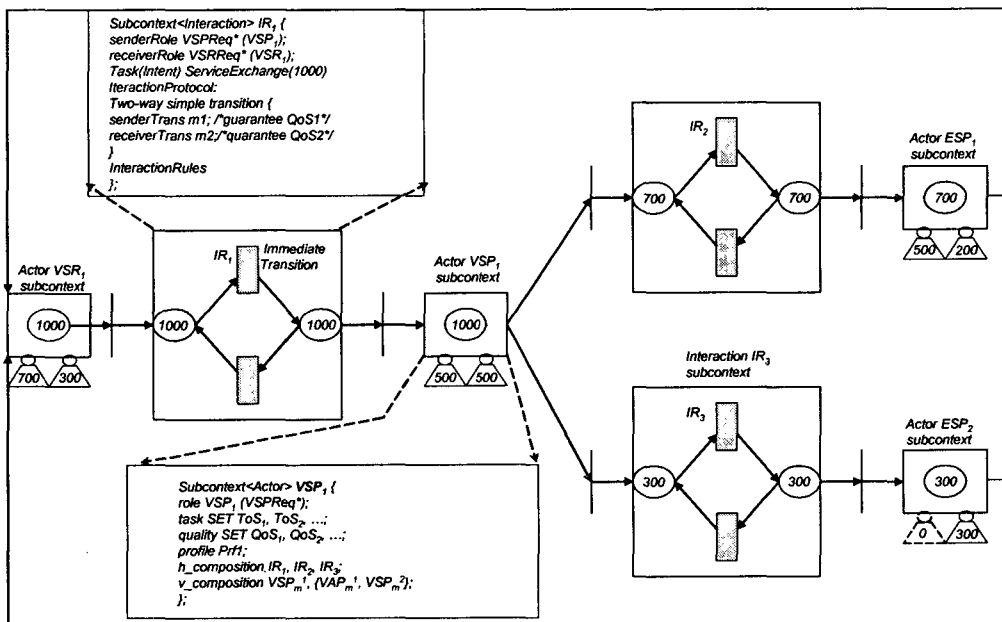 Subcontext<Interaction> IR1 {
senderRole VSPReq* (VSP1);
receiverRole VSRReq* (VSR1);
Task(Intent) ServiceExchange(1000)
IteractionProtocol:
Two-way simple transition {
senderTrans m1; /*guarantee QoS1*/
receiverTrans m2;/*guarantee QoS2*/
}
InteractionRules
};
IR2
700
700
Actor ESP1
subcontext
700
500
200
IR1
Immediate
Transition
Actor VSR1
subcontext
1000
700
300
1000
1000
Actor VSP1
subcontext
1000
500
500
Interaction IR3
subcontext
IR3
300
300
Actor ESP2
subcontext
300
0
300
Subcontext<Actor> VSP1 {
role VSP1 (VSPReq*);
task SET ToS1, ToS2, ...;
quality SET QoS1, QoS2, ...;
profile Prf1;
h_composition IR1, IR2, IR3;
v_composition VSPm1, {VAPm1, VSPm2};
};